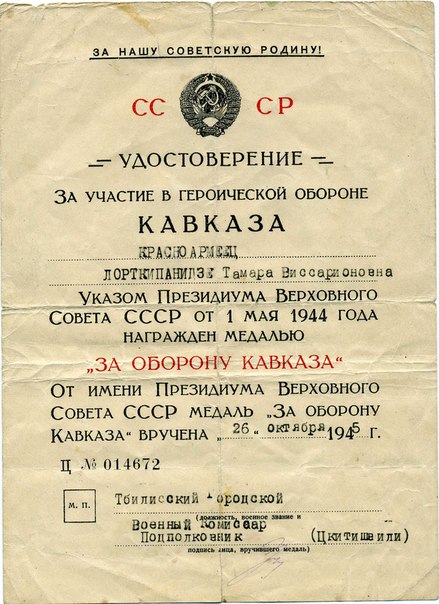 ЗА НАШУ СОВЕТСКУЮ РОДИНУ!
СС СР
УДОСТОВЕРЕНИЕ
ЗА УЧАСТИЕ В ГЕРОИЧЕСКОЙ ОБОРОНЕ
КАВКАЗА
КРАСНОАРМЕЕЦ
ЛОРТКИПАНИДЗЕ Тамара Виссарионовна
УКАЗОМ ПРЕЗИДИУМА ВЕРХОВНОГО
СОВЕТА СССР ОТ 1 МАЯ 1944 ГОДА
НАГРАЖДЕН МЕДАЛЬЮ
„ЗА ОБОРОНУ КАВКАЗА“
ОТ ИМЕНИ ПРЕЗИДИУМА ВЕРХОВНОГО
СОВЕТА СССР МЕДАЛЬ „ЗА ОБОРОНУ
КАВКАЗА“ ВРУЧЕНА „26“ октября 1945 Г.
Ц № 014672
М. П.
Тбилисский Городской
(должность, военное звание и
Военный Комиссар
Подполковник (Цкитишвили)
подпись лица, вручившего медаль)